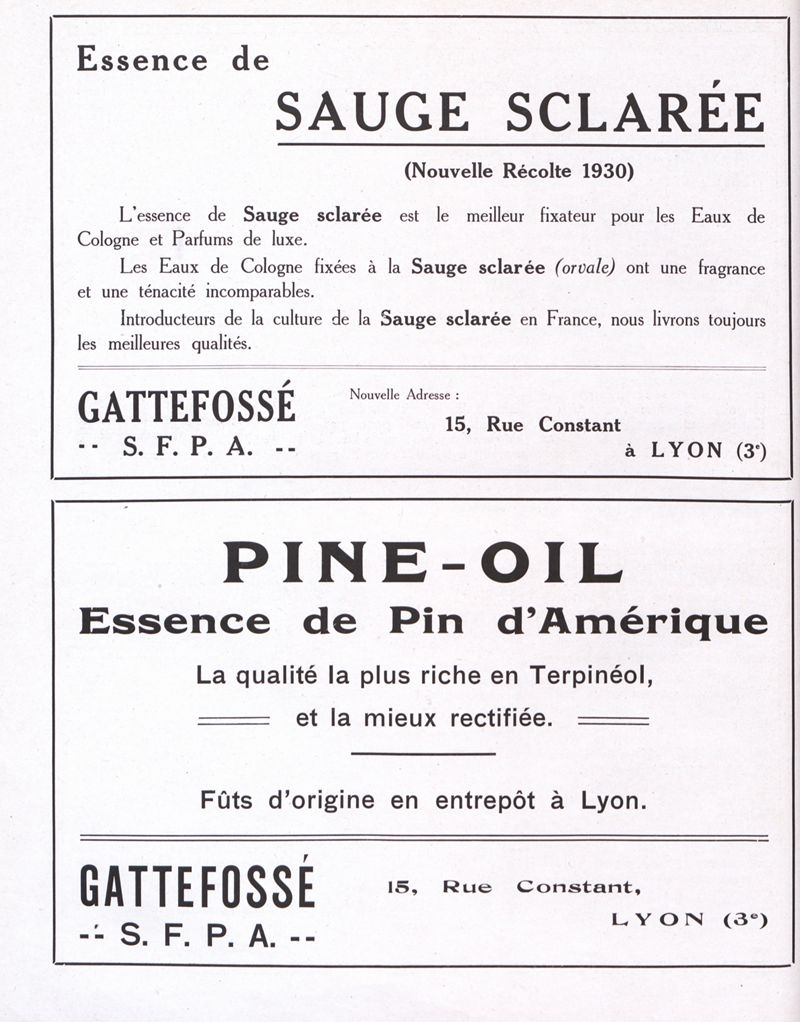 Essence de
SAUGE SCLARÉE
(Nouvelle Récolte 1930)
L'essence de Sauge sclarée est le meilleur fixateur pour les Eaux de
Cologne et Parfums de luxe.
Les Eaux de Cologne fixées à la Sauge sclarée (orvale) ont une fragrance
et une ténacité incomparables.
Introducteurs de la culture de la Sauge sclarée en France, nous livrons toujours
les meilleures qualités.
GATTEFOSSÉ
-- S. F. P. A. --
Nouvelle Adresse :
15, Rue Constant
à LYON (3e)
PINE-OIL
Essence de Pin d'Amérique
La qualité la plus riche en Terpinéol,
et la mieux rectifiée.
Fûts d'origine en entrepôt à Lyon.
GATTEFOSSÉ
-- S. F. P. A. --
15, Rue Constant,
LYON (3e)